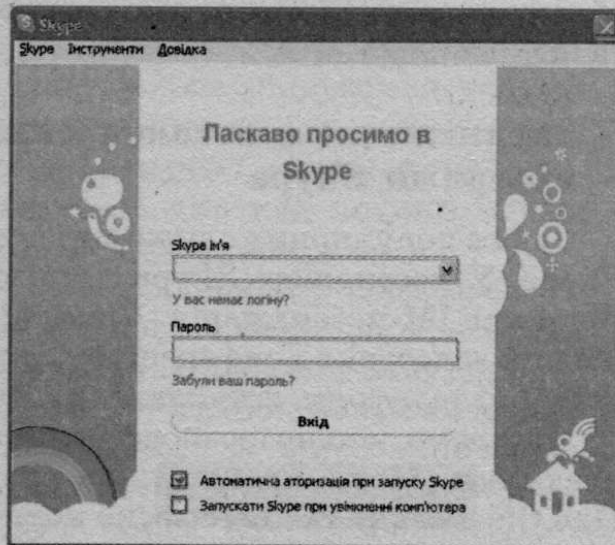 Skype
Skype Інструменти Довідка
Ласкаво просимо в
Skype
Skype ім'я
У вас немає логіну?
Пароль
Забули ваш пароль?
Вхід
Автоматична аторизація при запуску Skype
Запускати Skype при увімкненні комп'ютера